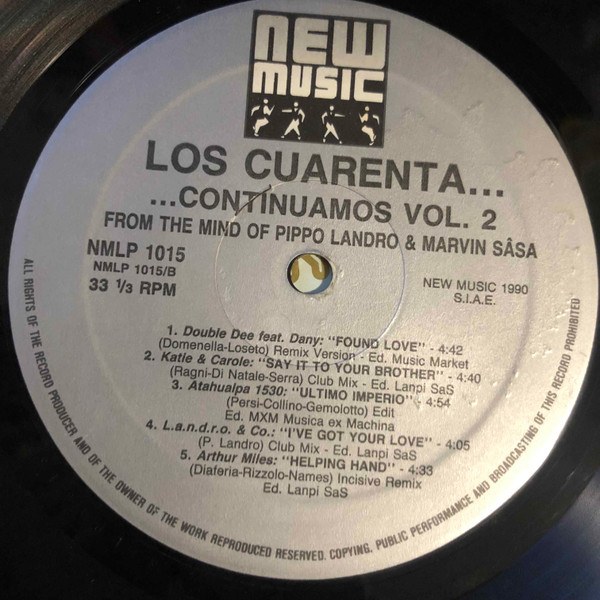 NEW
MUSIC
LOS CUARENTA...
...CONTÍNUAMOS VOL. 2
FROM THE MIND OF PIPPO LANDRO & MARVIN SÂSA
NMLP 1015
NMLP 1015/B
33 1/3 RPM
NEW MUSIC 1990
S.I.A.E.
1. Double Dee feat. Dany: "FOUND LOVE" - 4:42
(Domenella-Loseto) Remix Version - Ed. Music Market
2. Katie & Carole: "SAY IT TO YOUR BROTHER" - 4:40
(Ragni-Di Natale-Serra) Club Mix - Ed. Lanpi SaS
3. Atahualpa 1530: "ULTIMO IMPERIO" - 4:54
(Persi-Collino-Gemolotto) Edit
Ed. MXM Musica ex Machina
4. L.a.n.d.r.o. & Co.: "I'VE GOT YOUR LOVE" - 4:05
(P. Landro) Club Mix - Ed. Lanpi SaS
5. Arthur Miles: "HELPING HAND" - 4:33
(Diaferia-Rizzolo-Names) Incisive Remix
Ed. Lanpi SaS
ALL RIGHTS OF THE RECORD PRODUCER AND OF THE OWNER OF THE WORK REPRODUCED RESERVED. COPYING, PUBLIC PERFORMANCE AND BROADCASTING OF THIS RECORD PROHIBITED